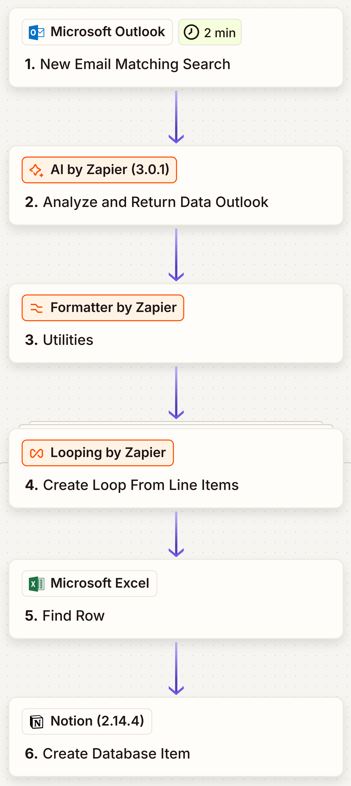 Microsoft Outlook 2 min
1. New Email Matching Search
AI by Zapier (3.0.1)
2. Analyze and Return Data Outlook
Formatter by Zapier
3. Utilities
Looping by Zapier
4. Create Loop From Line Items
Microsoft Excel
5. Find Row
Notion (2.14.4)
6. Create Database Item